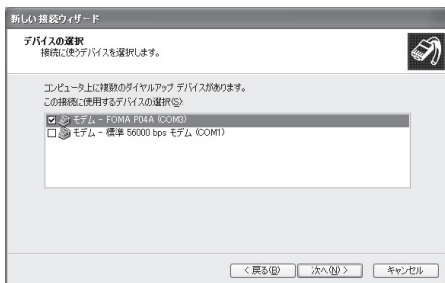 新しい接続ウィザード
デバイスの選択
接続に使うデバイスを選択します。
コンピュータ上に複数のダイヤルアップ デバイスがあります。
この接続に使用するデバイスの選択(S):
モデム - FOMA P04A (COM3)
モデム - 標準 56000 bps モデム (COM1)
< 戻る(B)
次へ(N) >
キャンセル